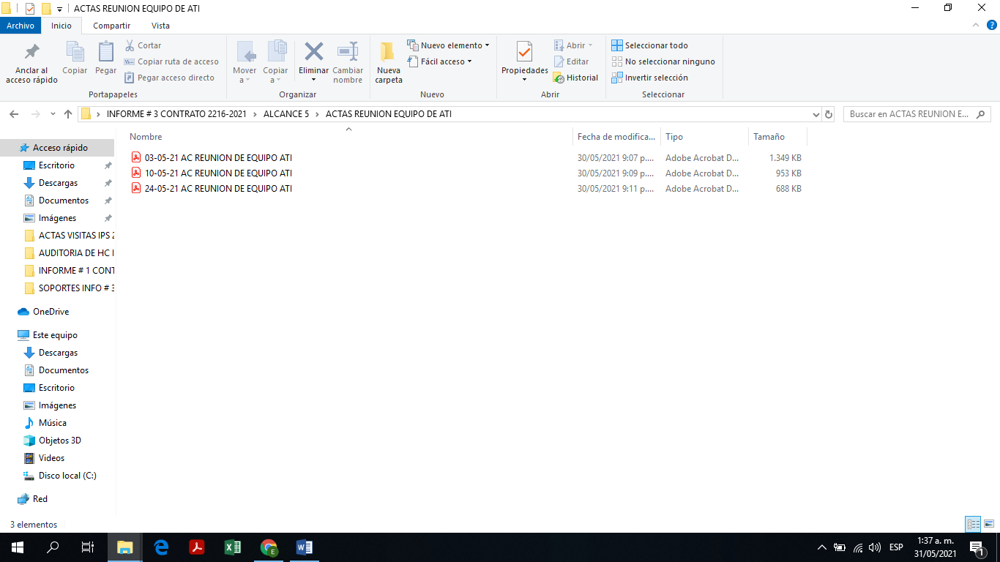 ACTAS REUNION EQUIPO DE ATI
Archivo Inicio Compartir Vista
Anclar al acceso rápido
Copiar
Pegar
Cortar
Copiar ruta de acceso
Pegar acceso directo
Portapapeles
Mover a
Copiar a
Eliminar
Cambiar nombre
Organizar
Nueva carpeta
Nuevo elemento
Fácil acceso
Nuevo
Propiedades
Abrir
Editar
Historial
Abrir
Seleccionar todo
No seleccionar ninguno
Invertir selección
Seleccionar
INFORME # 3 CONTRATO 2216-2021 > ALCANCE 5 > ACTAS REUNION EQUIPO DE ATI
Buscar en ACTAS REUNION E...
Nombre Fecha de modifica... Tipo Tamaño
03-05-21 AC REUNION DE EQUIPO ATI 30/05/2021 9:07 p.... Adobe Acrobat D... 1.349 KB
10-05-21 AC REUNION DE EQUIPO ATI 30/05/2021 9:09 p.... Adobe Acrobat D... 953 KB
24-05-21 AC REUNION DE EQUIPO ATI 30/05/2021 9:11 p.... Adobe Acrobat D... 688 KB
Acceso rápido
Escritorio
Descargas
Documentos
Imágenes
ACTAS VISITAS IPS 2
AUDITORIA DE HC I
INFORME # 1 CONT
SOPORTES INFO # 3
OneDrive
Este equipo
Descargas
Documentos
Escritorio
Imágenes
Música
Objetos 3D
Videos
Disco local (C:)
Red
3 elementos
ESP
1:37 a. m.
31/05/2021
1